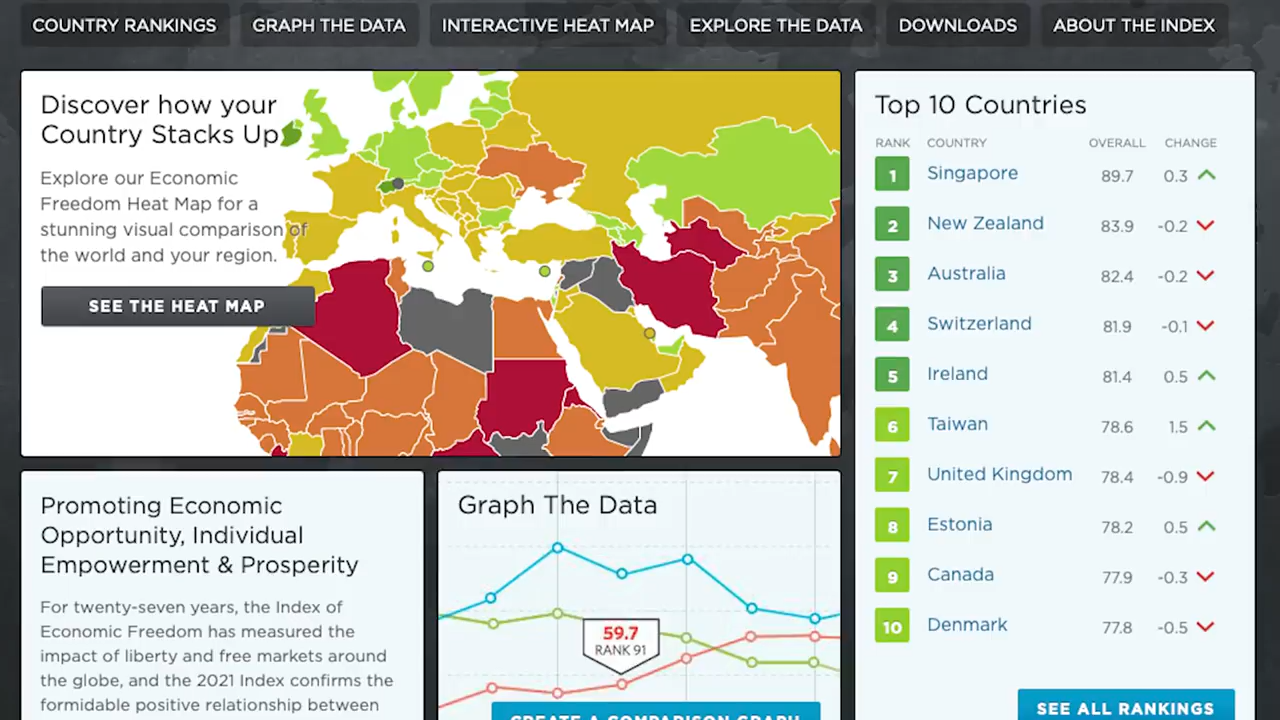 COUNTRY RANKINGS GRAPH THE DATA INTERACTIVE HEAT MAP EXPLORE THE DATA DOWNLOADS ABOUT THE INDEX
Discover how your
Country Stacks Up
Explore our Economic
Freedom Heat Map for a
stunning visual comparison of
the world and your region.
SEE THE HEAT MAP
Promoting Economic
Opportunity, Individual
Empowerment & Prosperity
For twenty-seven years, the Index of
Economic Freedom has measured the
impact of liberty and free markets around
the globe, and the 2021 Index confirms the
formidable positive relationship between
Graph The Data
59.7
RANK 91
CREATE A COMPARISON GRAPH
Top 10 Countries
RANK COUNTRY OVERALL CHANGE
1 Singapore 89.7 0.3
2 New Zealand 83.9 -0.2
3 Australia 82.4 -0.2
4 Switzerland 81.9 -0.1
5 Ireland 81.4 0.5
6 Taiwan 78.6 1.5
7 United Kingdom 78.4 -0.9
8 Estonia 78.2 0.5
9 Canada 77.9 -0.3
10 Denmark 77.8 -0.5
SEE ALL RANKINGS